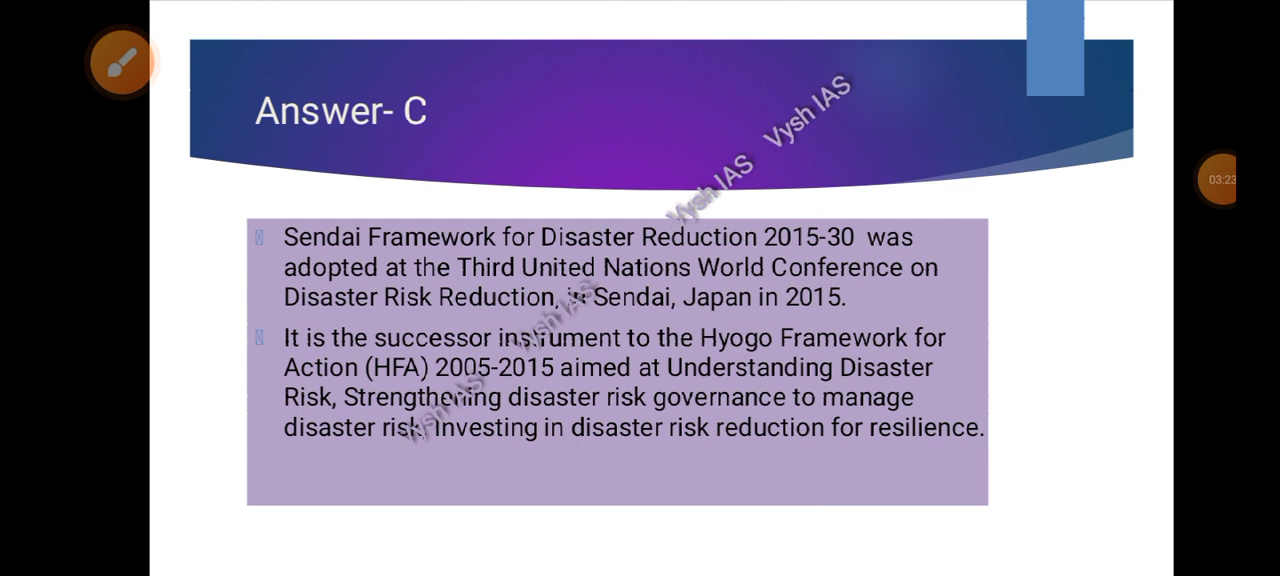 Answer- C
Vysh IAS
Vysh IAS
03:23
Sendai Framework for Disaster Reduction 2015-30 was
adopted at the Third United Nations World Conference on
Disaster Risk Reduction, in Sendai, Japan in 2015.
It is the successor instrument to the Hyogo Framework for
Action (HFA) 2005-2015 aimed at Understanding Disaster
Risk, Strengthening disaster risk governance to manage
disaster risk, Investing in disaster risk reduction for resilience.
Vysh IAS
Vysh IAS